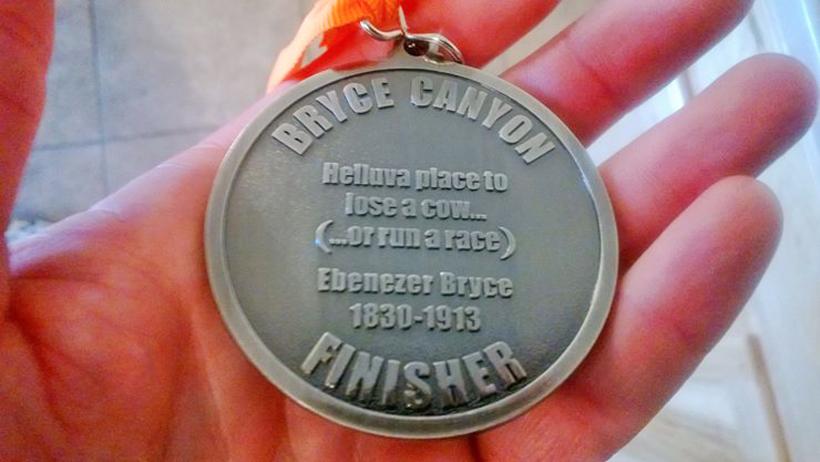 BRYCE CANYON
Helluva place to
lose a cow...
(...or run a race)
Ebenezer Bryce
1830-1913
FINISHER